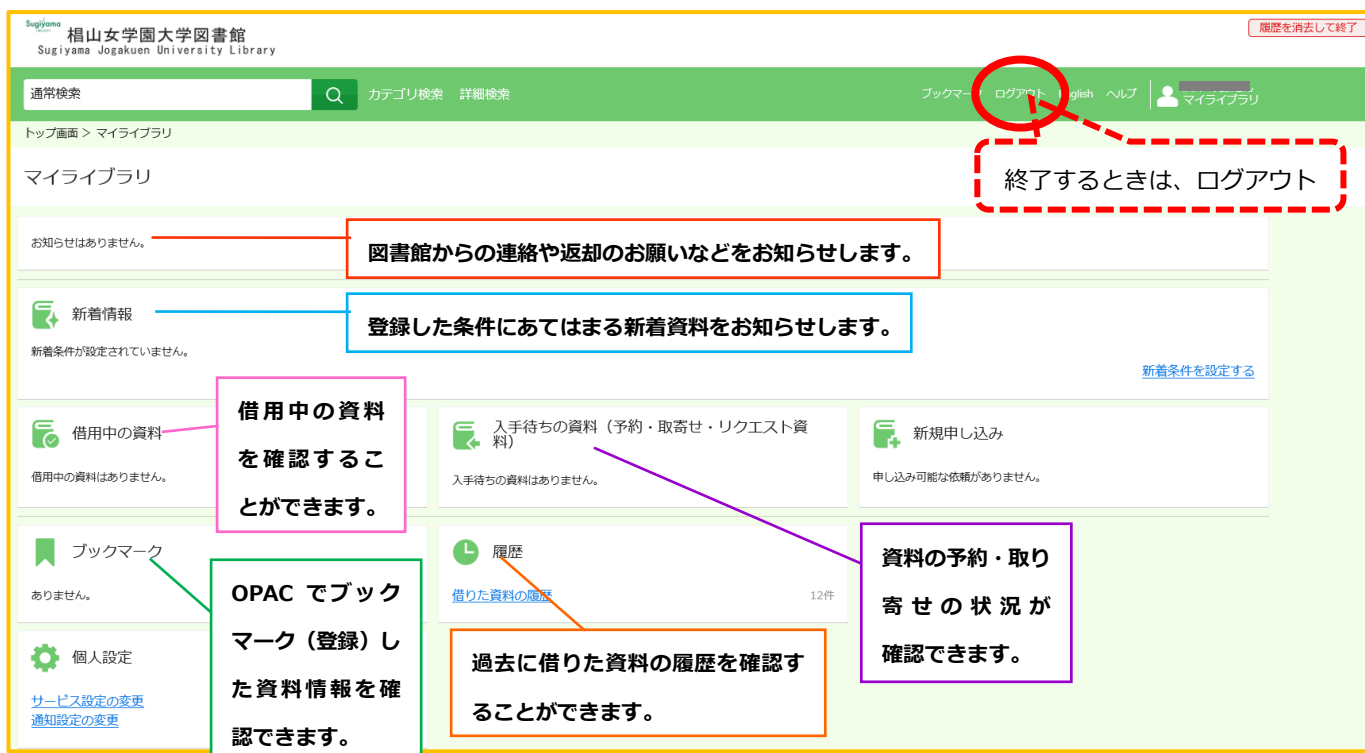 Sugiyama
椙山女学園大学図書館
Sugiyama Jogakuen University Library
履歴を消去して終了
通常検索
カテゴリ検索 詳細検索
ブックマーク ログアウト English ヘルプ
マイライブラリ
トップ画面 > マイライブラリ
マイライブラリ
終了するときは、ログアウト
お知らせはありません。
図書館からの連絡や返却のお願いなどをお知らせします。
新着情報
登録した条件にあてはまる新着資料をお知らせします。
新着条件が設定されていません。
新着条件を設定する
借用中の資料
借用中の資料はありません。
借用中の資料
を確認するこ
とができます。
入手待ちの資料（予約・取寄せ・リクエスト資
料）
入手待ちの資料はありません。
新規申し込み
申し込み可能な依頼がありません。
資料の予約・取り
寄せの状況が
確認できます。
ブックマーク
ありません。
OPAC でブック
マーク（登録）し
た資料情報を確
認できます。
履歴
借りた資料の履歴
12件
過去に借りた資料の履歴を確認す
ることができます。
個人設定
サービス設定の変更
通知設定の変更